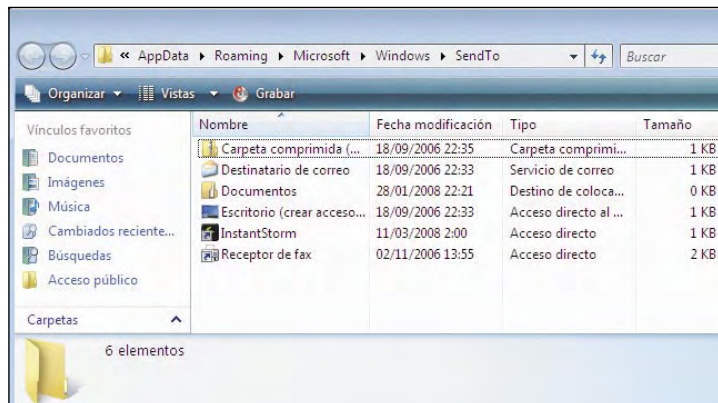 « AppData ▸ Roaming ▸ Microsoft ▸ Windows ▸ SendTo Buscar
Organizar Vistas Grabar
Vínculos favoritos
Documentos
Imágenes
Música
Cambiados reciente...
Búsquedas
Acceso público
Carpetas
Nombre Fecha modificación Tipo Tamaño
Carpeta comprimida (... 18/09/2006 22:35 Carpeta comprimi... 1 KB
Destinatario de correo 18/09/2006 22:33 Servicio de correo 1 KB
Documentos 28/01/2008 22:21 Destino de coloca... 0 KB
Escritorio (crear acceso... 18/09/2006 22:33 Acceso directo al ... 1 KB
InstantStorm 11/03/2008 2:00 Acceso directo 1 KB
Receptor de fax 02/11/2006 13:55 Acceso directo 2 KB
6 elementos